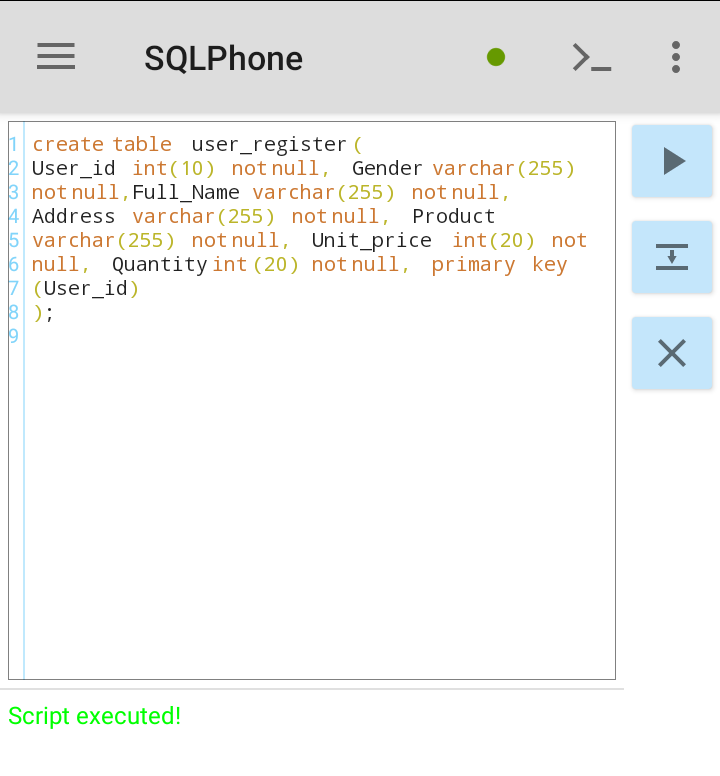 SQLPhone
1 create table user_register (
2 User_id int(10) not null, Gender varchar(255)
3 not null,Full_Name varchar(255) not null,
4 Address varchar(255) not null, Product
5 varchar(255) not null, Unit_price int(20) not
6 null, Quantity int (20) not null, primary key
7 (User_id)
8 );
9
Script executed!